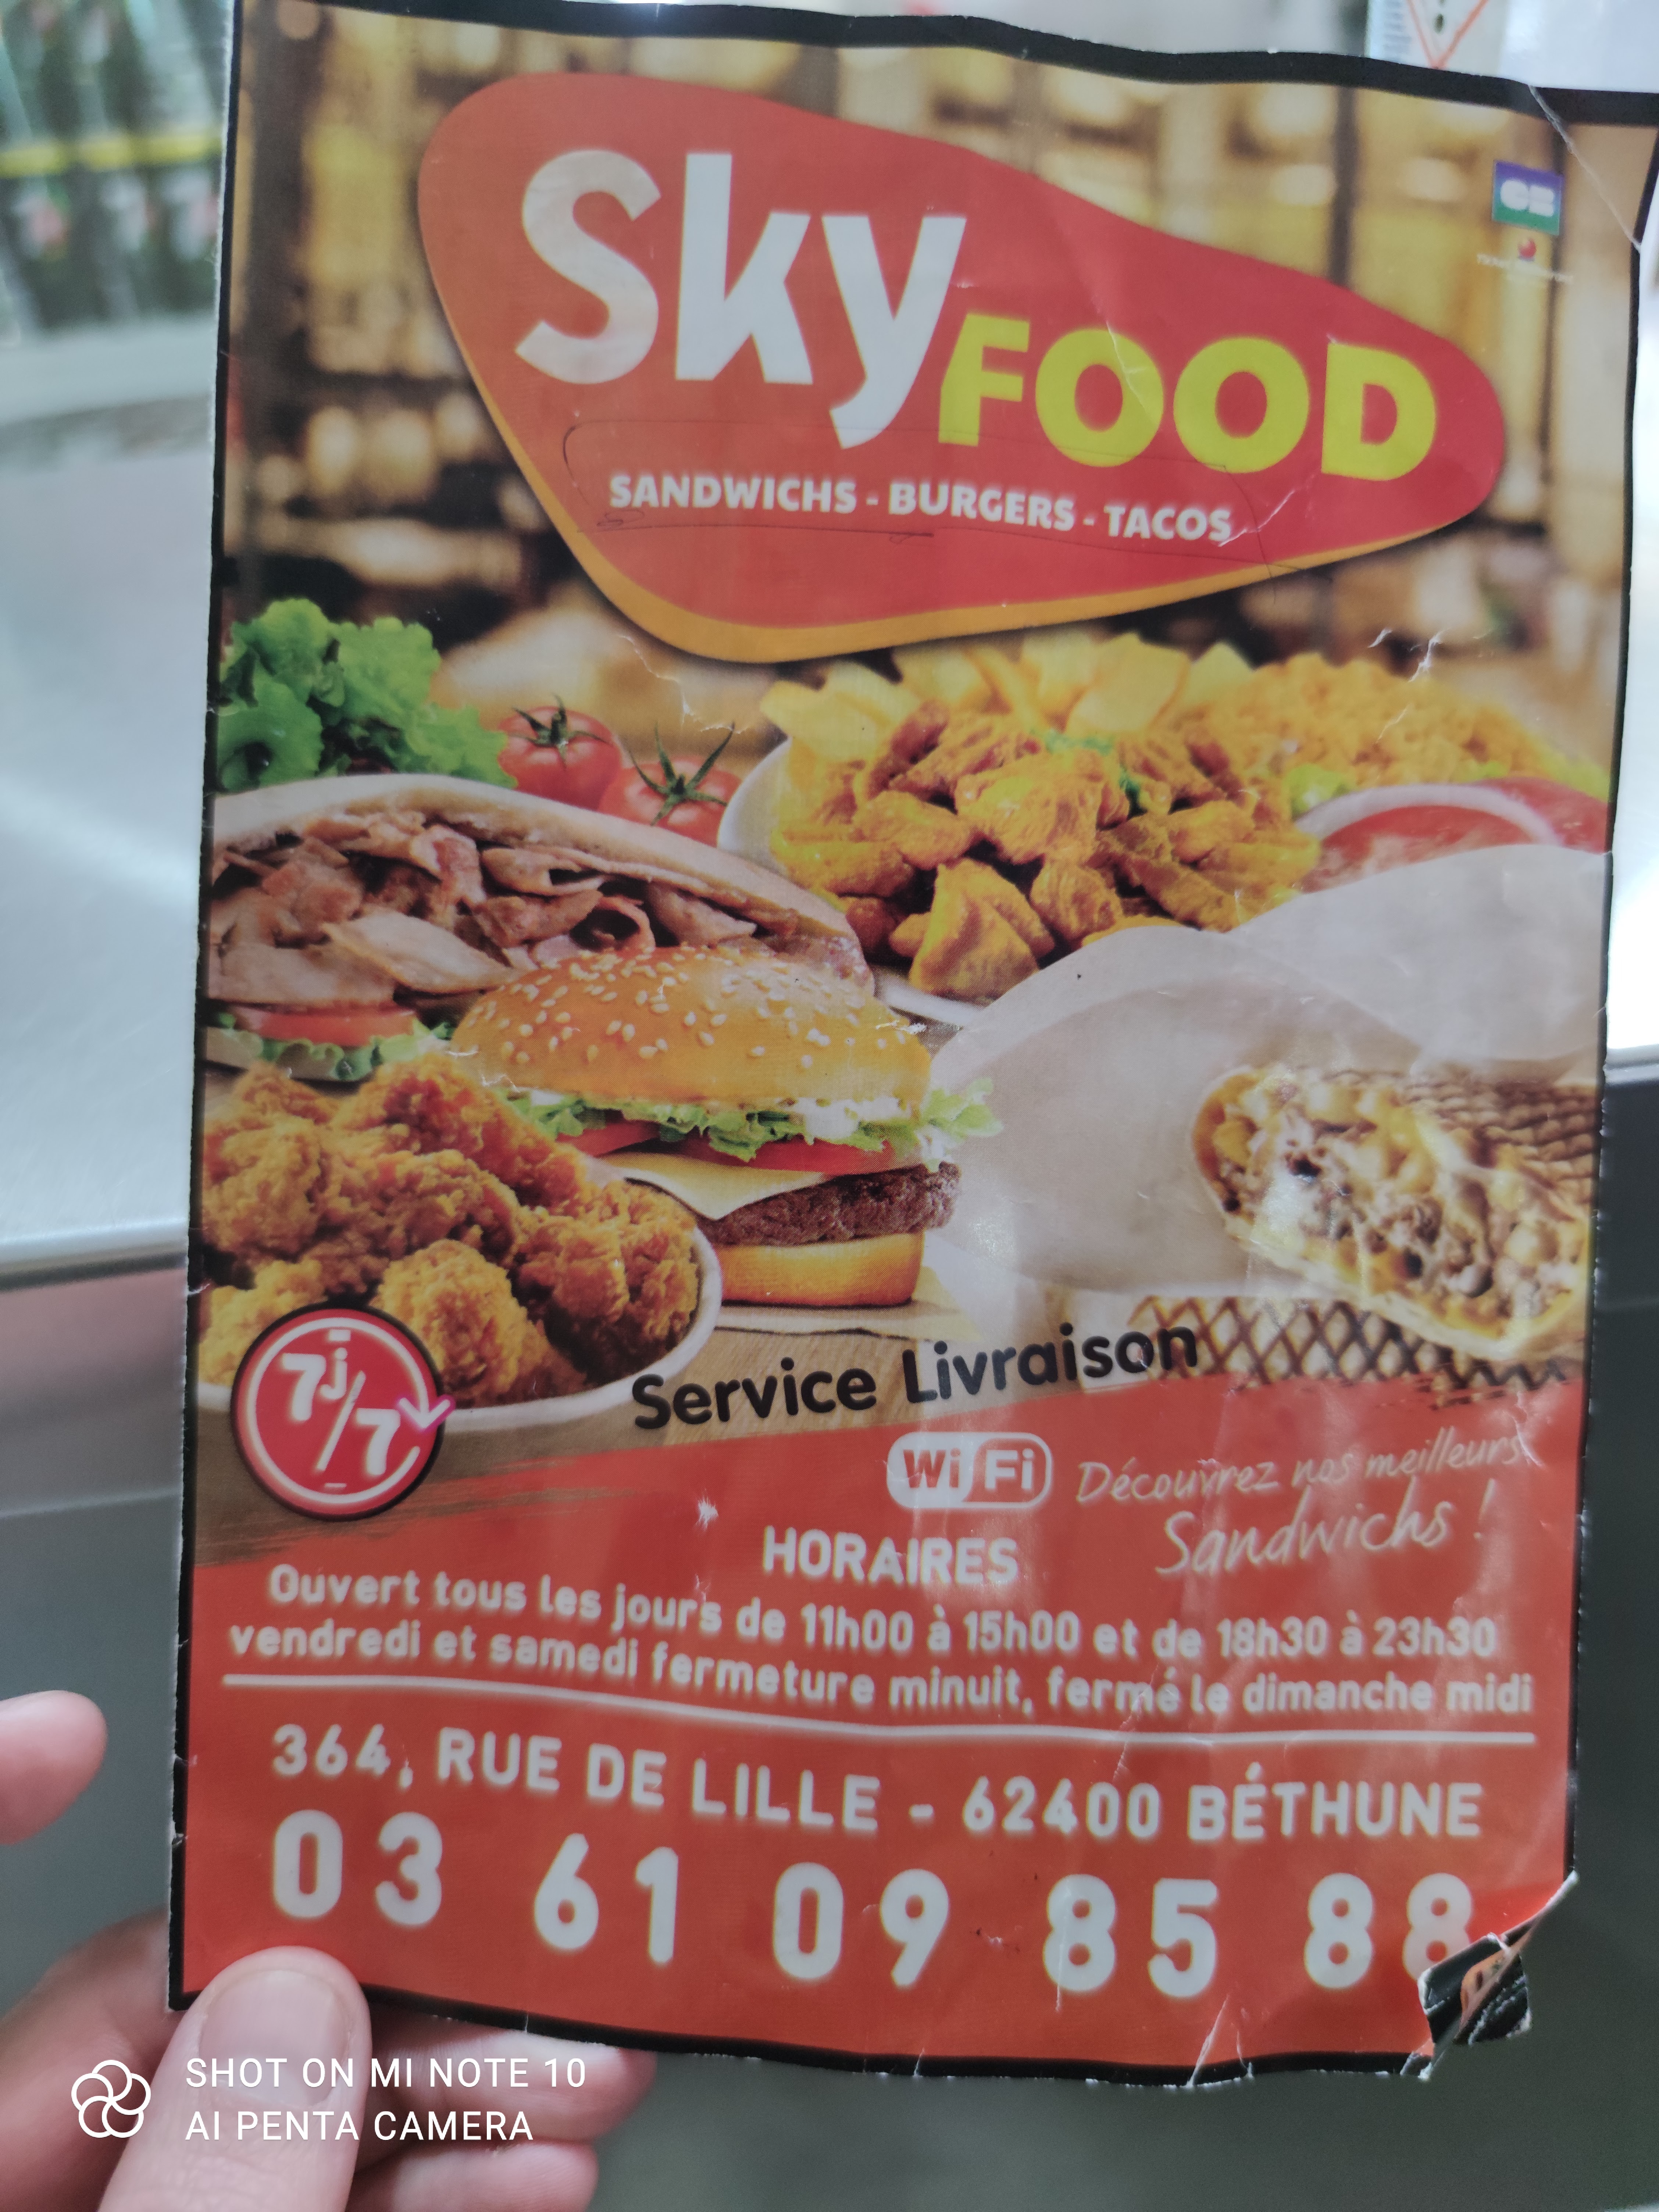 Sky
FOOD
SANDWICHS - BURGERS - TACOS
CB
7j/7
Service Livraison
WiFi
Découvrez nos meilleurs
Sandwichs !
HORAIRES
Ouvert tous les jours de 11h00 à 15h00 et de 18h30 à 23h30
vendredi et samedi fermeture minuit, fermé le dimanche midi
364, RUE DE LILLE - 62400 BÉTHUNE
03 61 09 85 88
SHOT ON MI NOTE 10
AI PENTA CAMERA